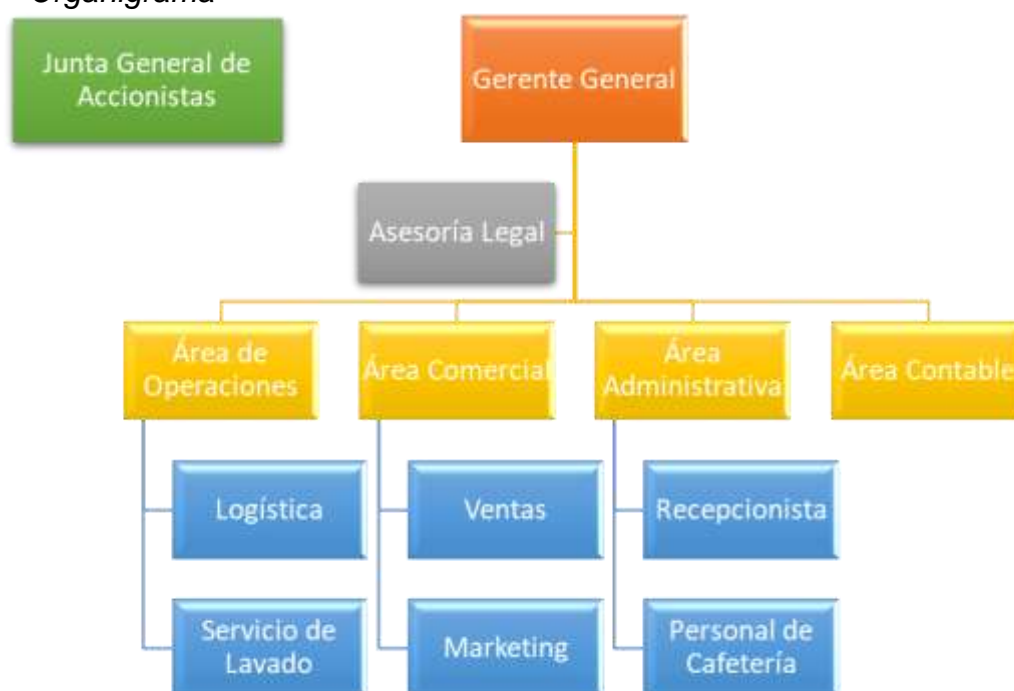 Organigrama
Junta General de
Accionistas
Gerente General
Asesoría Legal
Área de
Operaciones
Área Comercial
Área
Administrativa
Área Contable
Logística
Ventas
Recepcionista
Servicio de
Lavado
Marketing
Personal de
Cafetería